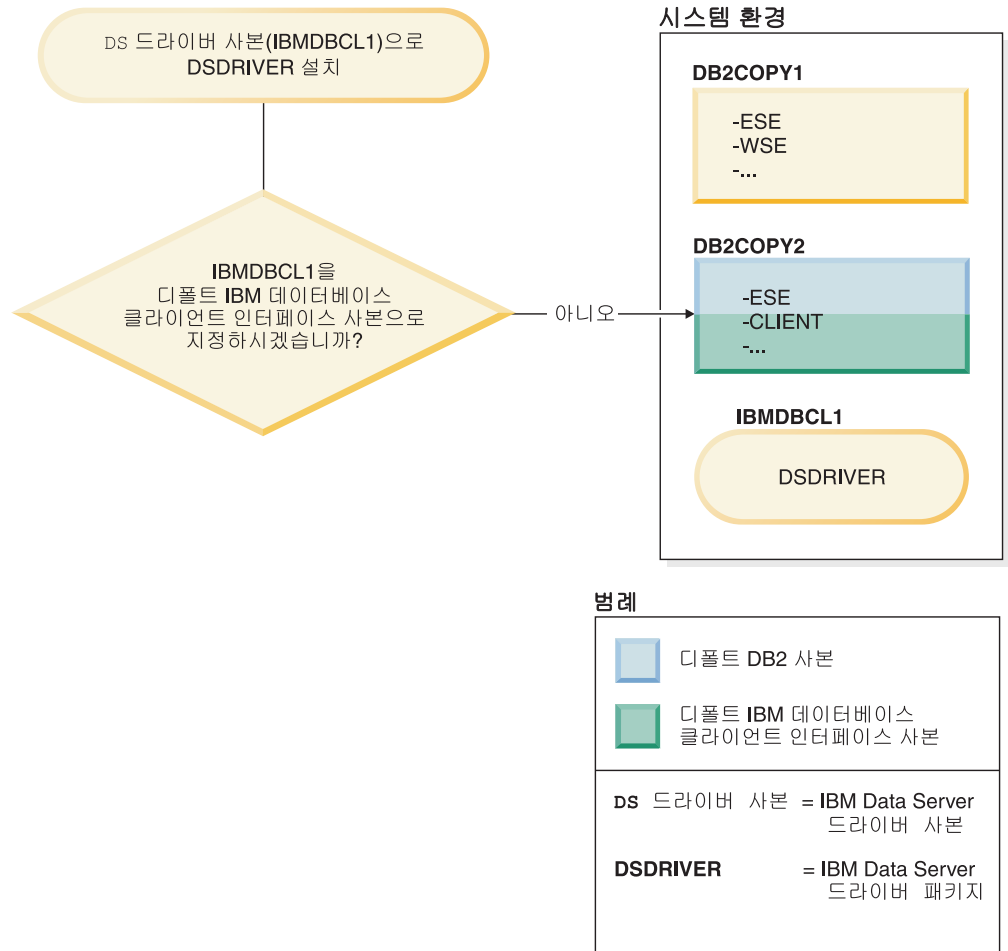 DS 드라이버 사본(IBMDBCL1)으로
DSDRIVER 설치
IBMDBCL1을
디폴트 IBM 데이터베이스
클라이언트 인터페이스 사본으로
지정하시겠습니까?
아니오
시스템 환경
DB2COPY1
-ESE
-WSE
-...
DB2COPY2
-ESE
-CLIENT
-...
IBMDBCL1
DSDRIVER
범례
디폴트 DB2 사본
디폴트 IBM 데이터베이스
클라이언트 인터페이스 사본
DS 드라이버 사본 = IBM Data Server
드라이버 사본
DSDRIVER = IBM Data Server
드라이버 패키지